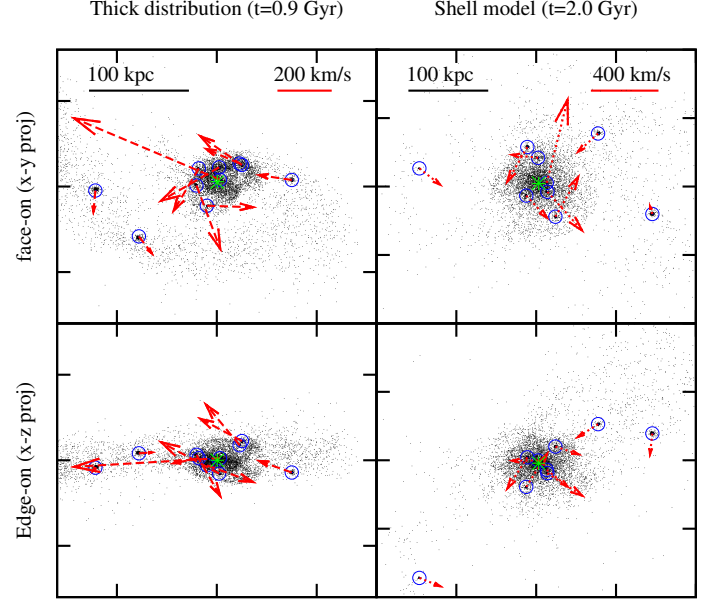 Thick distribution (t=0.9 Gyr)
Shell model (t=2.0 Gyr)
100 kpc
200 km/s
100 kpc
400 km/s
face-on (x-y proj)
Edge-on (x-z proj)